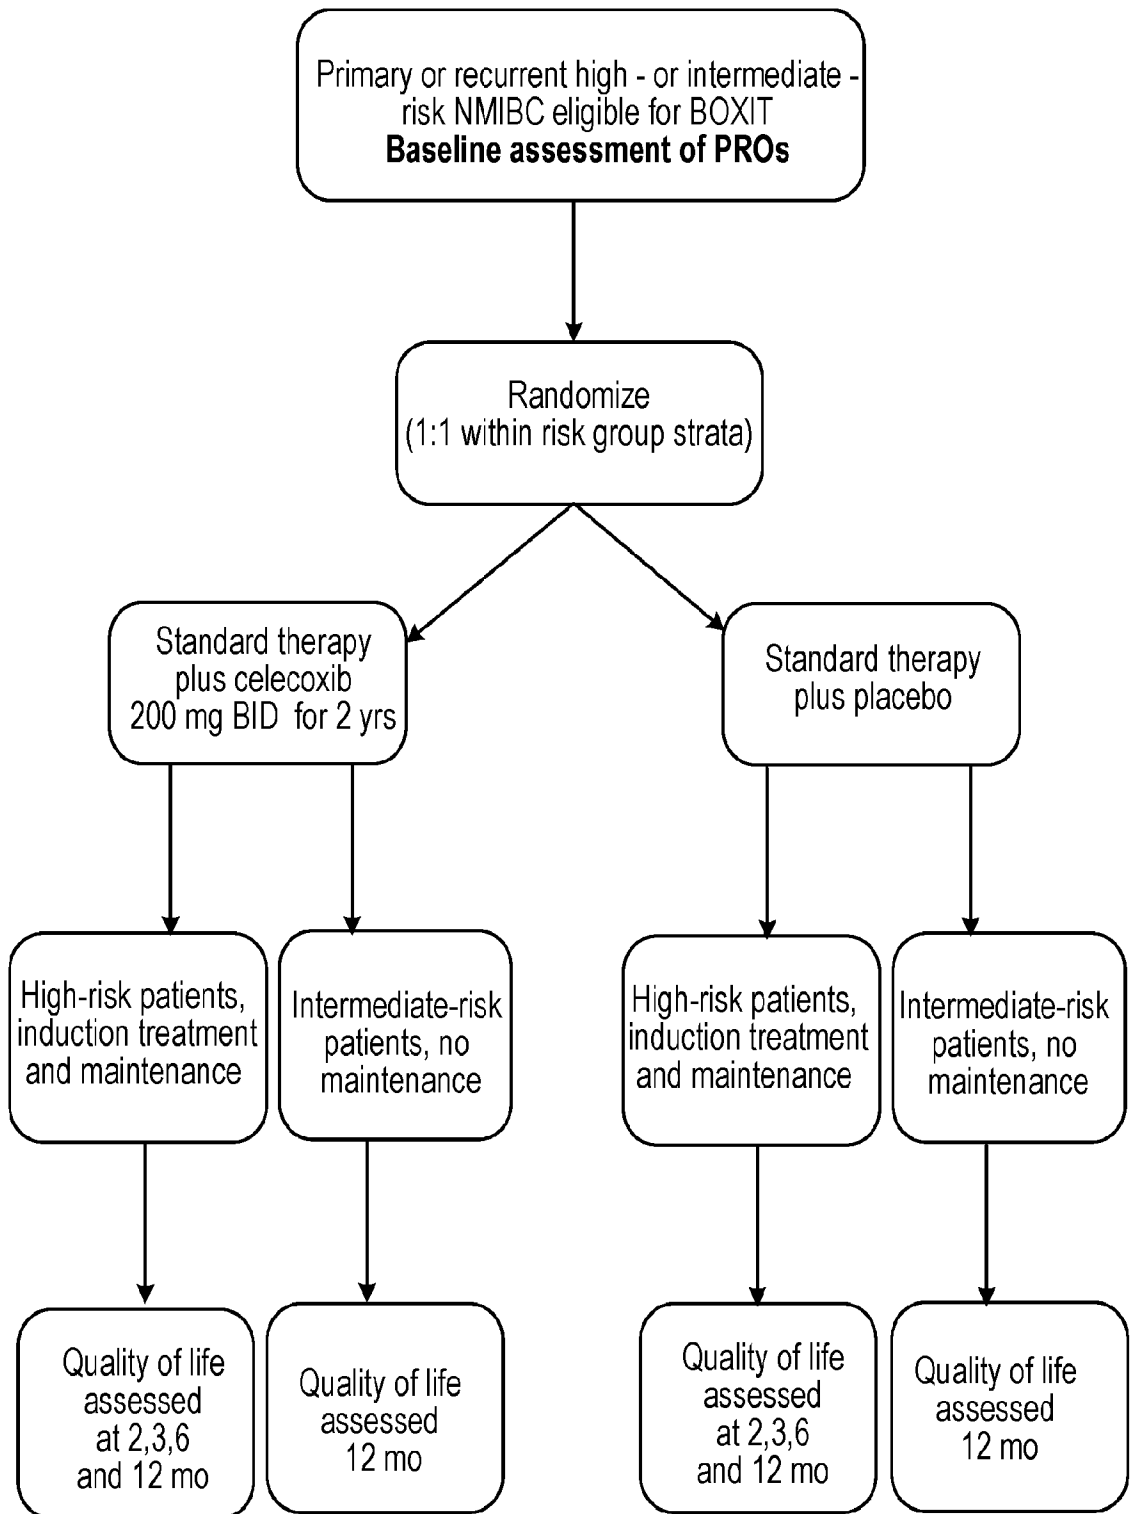 Primary or recurrent high - or intermediate -
risk NMIBC eligible for BOXIT
Baseline assessment of PROs
Randomize
(1:1 within risk group strata)
Standard therapy
plus celecoxib
200 mg BID for 2 yrs
Standard therapy
plus placebo
High-risk patients,
induction treatment
and maintenance
Intermediate-risk
patients, no
maintenance
High-risk patients,
induction treatment
and maintenance
Intermediate-risk
patients, no
maintenance
Quality of life
assessed
at 2,3,6
and 12 mo
Quality of life
assessed
12 mo
Quality of life
assessed
at 2,3,6
and 12 mo
Quality of life
assessed
12 mo